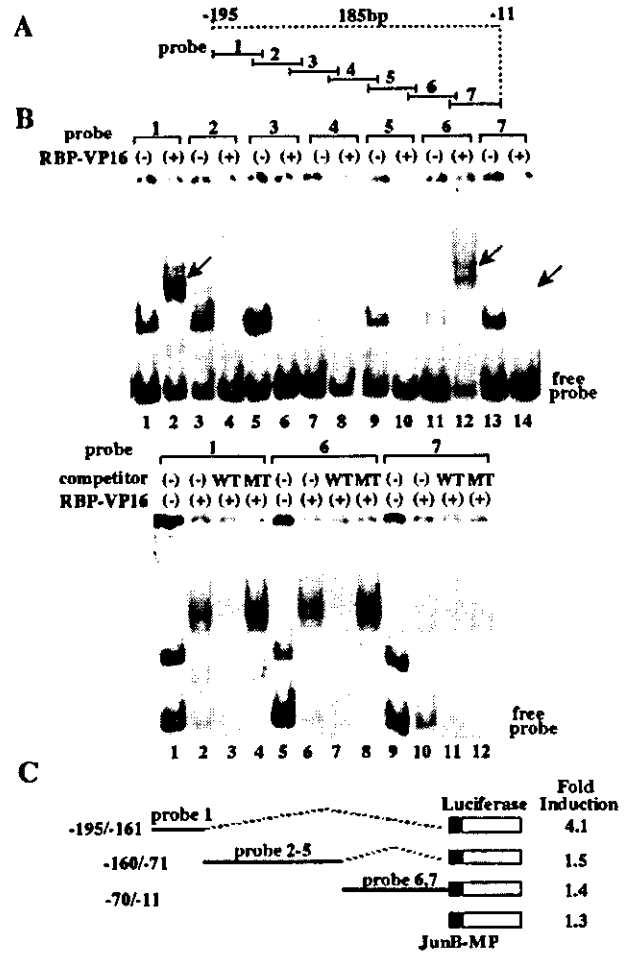 A
-195 185bp -11
probe 1 2 3 4 5 6 7
B
probe 1 2 3 4 5 6 7
RBP-VP16 (-) (+) (-) (+) (-) (+) (-) (+) (-) (+) (-) (+) (-) (+)
free
probe
1 2 3 4 5 6 7 8 9 10 11 12 13 14
probe 1 6 7
competitor (-) (-) WT MT (-) (-) WT MT (-) (-) WT MT
RBP-VP16 (-) (+) (+) (+) (-) (+) (+) (+) (-) (+) (+) (+)
free
probe
1 2 3 4 5 6 7 8 9 10 11 12
C
Luciferase Fold
Induction
-195/-161 probe 1 4.1
-160/-71 probe 2-5 1.5
-70/-11 probe 6,7 1.4
1.3
JunB-MP